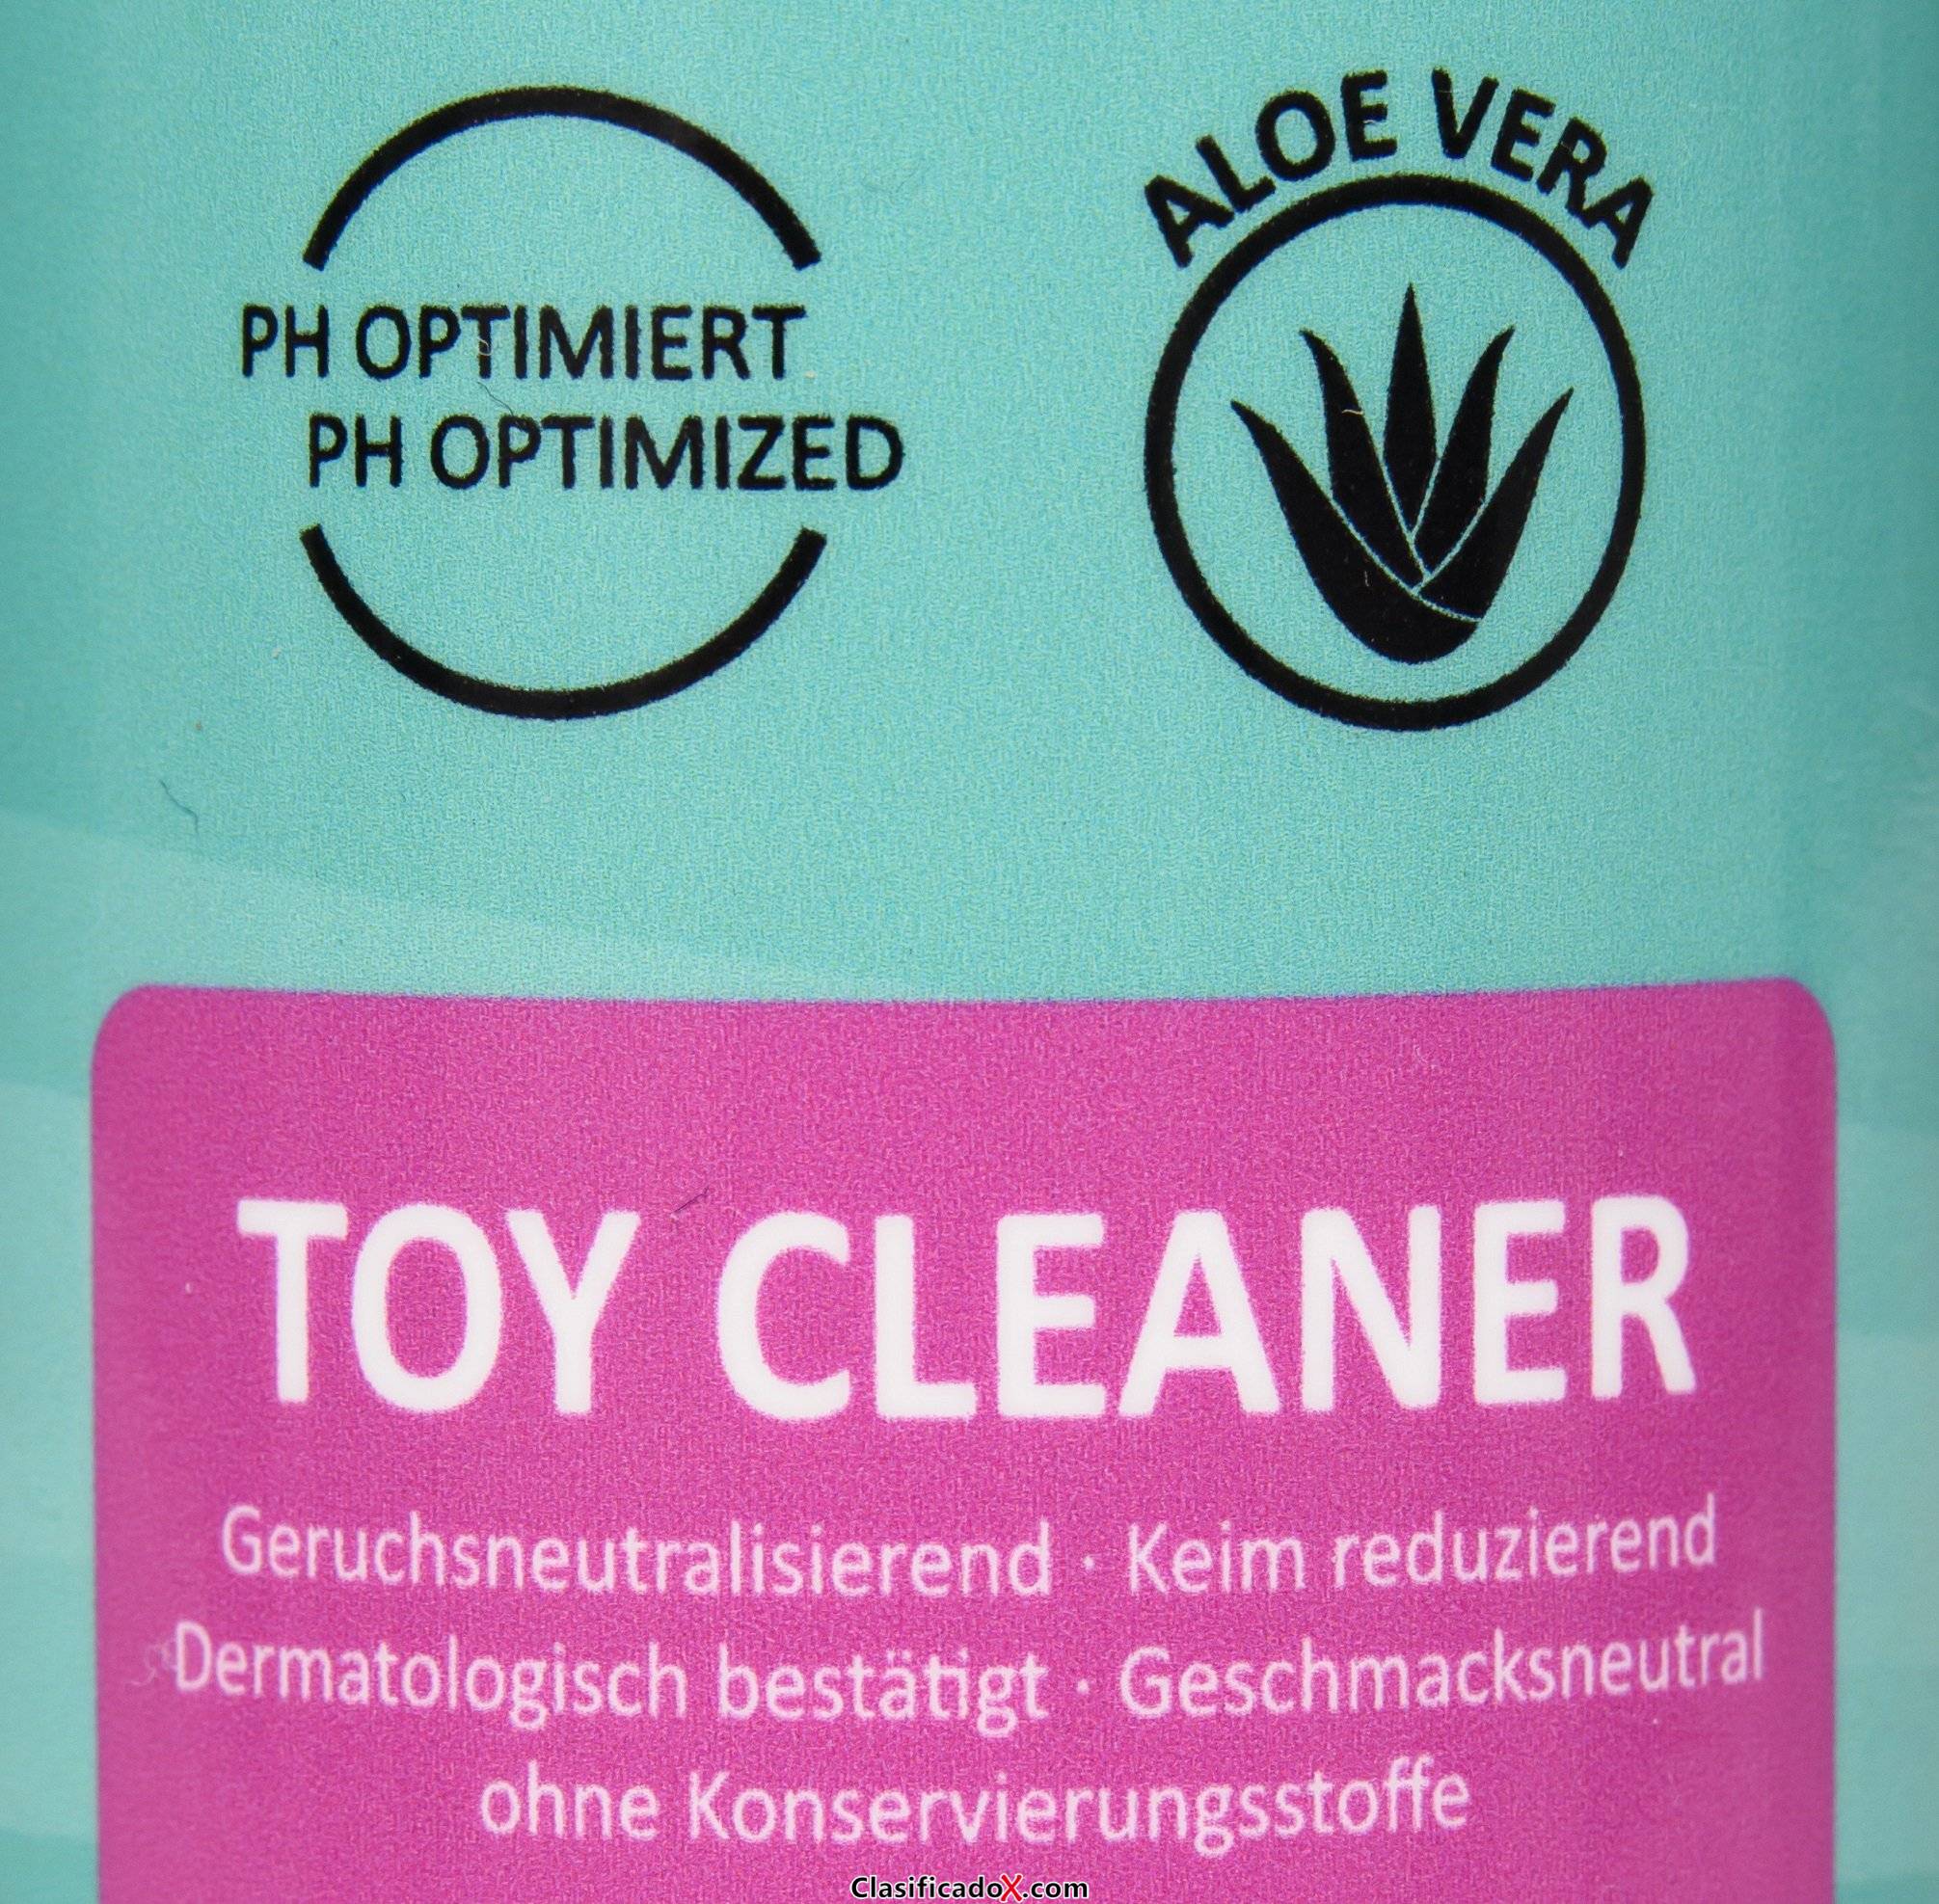 PH OPTIMIERT
PH OPTIMIZED
ALOE VERA
TOY CLEANER
Geruchsneutralisierend · Keim reduzierend
Dermatologisch bestätigt · Geschmacksneutral
ohne Konservierungsstoffe
ClasificadoX.com